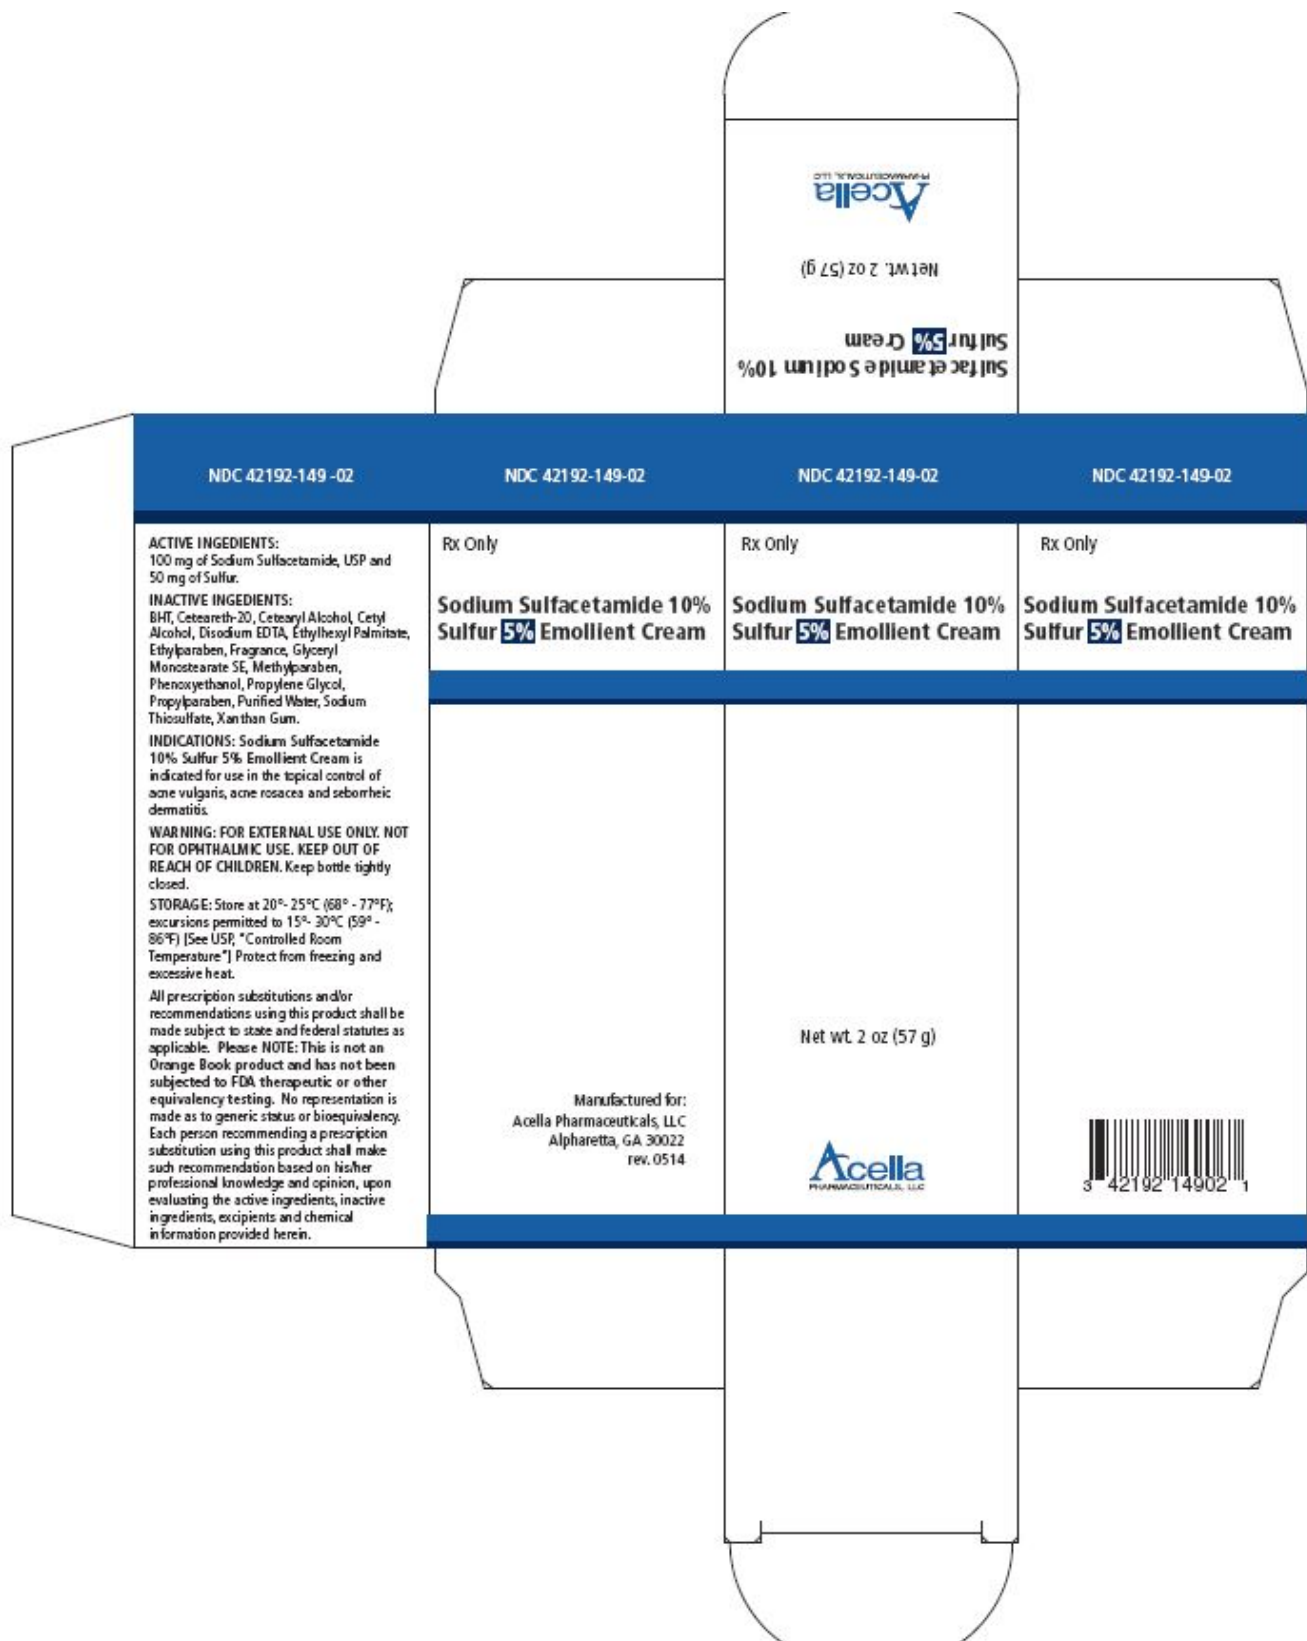 Acella
PHARMACEUTICALS, LLC
Net wt. 2 oz (57 g)
Sulfacetamide Sodium 10%
Sulfur 5% Cream
NDC 42192-149 -02
ACTIVE INGEDIENTS:
100 mg of Sodium Sulfacetamide, USP and
50 mg of Sulfur.
INACTIVE INGEDIENTS:
BHT, Ceteareth-20, Cetearyl Alcohol, Cetyl
Alcohol, Disodium EDTA, Ethylhexyl Palmitate,
Ethylparaben, Fragrance, Glyceryl
Monostearate SE, Methylparaben,
Phenoxyethanol, Propylene Glycol,
Propylparaben, Purified Water, Sodium
Thiosulfate, Xanthan Gum.
INDICATIONS: Sodium Sulfacetamide
10% Sulfur 5% Emollient Cream is
indicated for use in the topical control of
acne vulgaris, acne rosacea and seborrheic
dermatitis.
WARNING: FOR EXTERNAL USE ONLY. NOT
FOR OPHTHALMIC USE. KEEP OUT OF
REACH OF CHILDREN. Keep bottle tightly
closed.
STORAGE: Store at 20°- 25°C (68° - 77°F);
excursions permitted to 15°- 30°C (59° -
86°F) [See USP, "Controlled Room
Temperature"] Protect from freezing and
excessive heat.
All prescription substitutions and/or
recommendations using this product shall be
made subject to state and federal statutes as
applicable. Please NOTE: This is not an
Orange Book product and has not been
subjected to FDA therapeutic or other
equivalency testing. No representation is
made as to generic status or bioequivalency.
Each person recommending a prescription
substitution using this product shall make
such recommendation based on his/her
professional knowledge and opinion, upon
evaluating the active ingredients, inactive
ingredients, excipients and chemical
information provided herein.
NDC 42192-149-02
Rx Only
Sodium Sulfacetamide 10%
Sulfur 5% Emollient Cream
Manufactured for:
Acella Pharmaceuticals, LLC
Alpharetta, GA 30022
rev. 0514
NDC 42192-149-02
Rx Only
Sodium Sulfacetamide 10%
Sulfur 5% Emollient Cream
Net wt. 2 oz (57 g)
Acella
PHARMACEUTICALS, LLC
NDC 42192-149-02
Rx Only
Sodium Sulfacetamide 10%
Sulfur 5% Emollient Cream
3 42192 14902 1